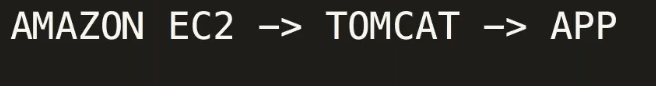 AMAZON EC2 —> TOMCAT —> APP